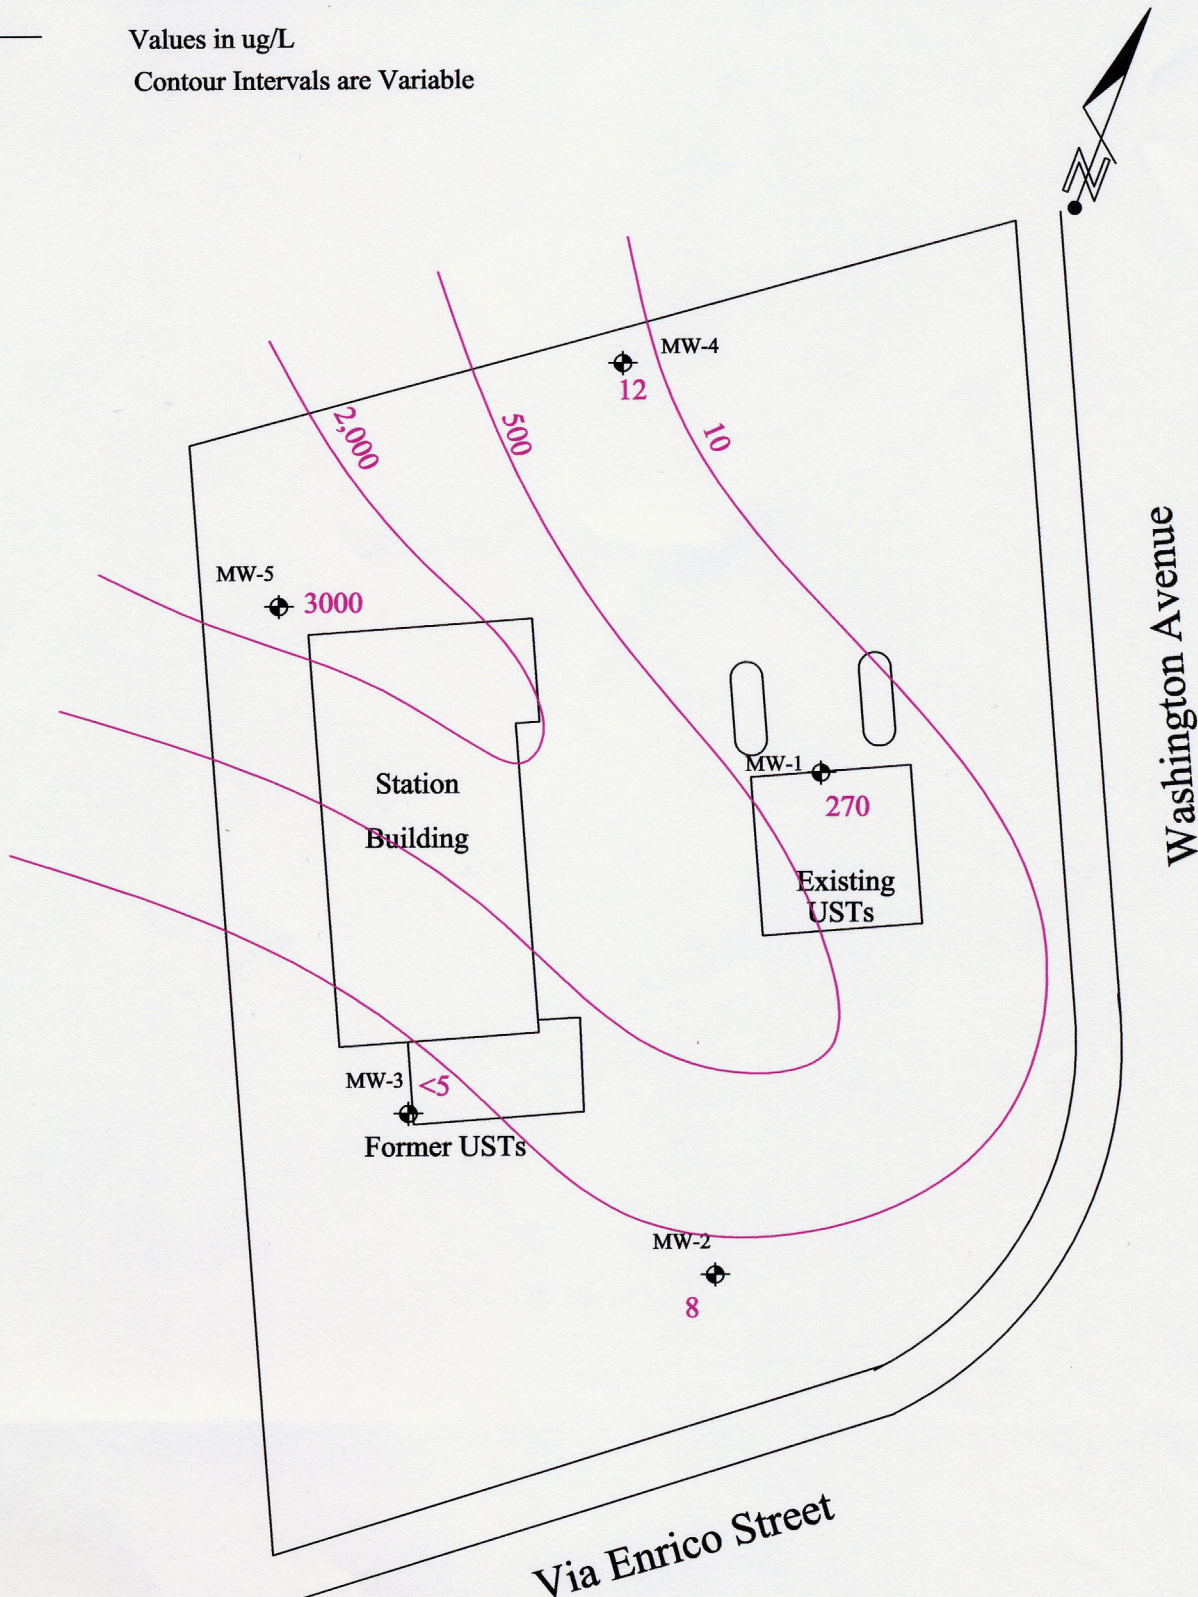 Values in ug/L
Contour Intervals are Variable
N
MW-4
12
2,000
500
10
MW-5
3000
Washington Avenue
MW-1
270
Station
Building
Existing
USTs
MW-3
<5
Former USTs
MW-2
8
Via Enrico Street